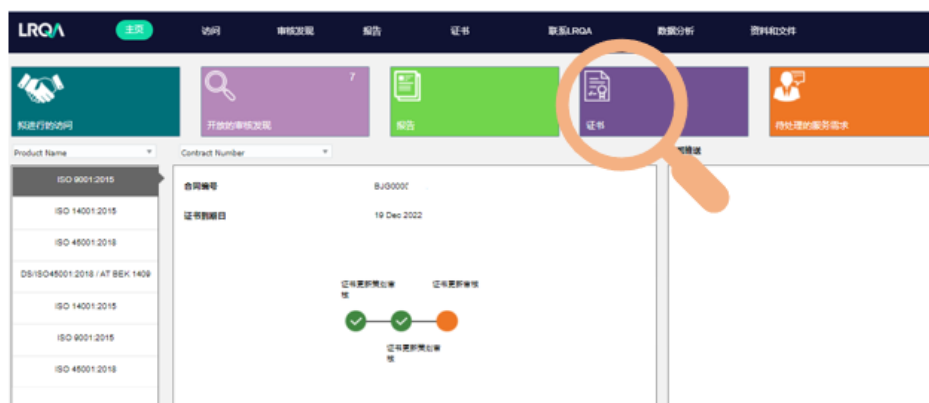 LRQA
主页
访问
审核发现
报告
证书
联系LRQA
数据分析
资料和文件
拟进行的访问
7
开放的审核发现
报告
证书
待处理的服务需求
Product Name
Contract Number
推送
ISO 9001:2015
ISO 14001:2015
ISO 45001:2018
DS/ISO45001:2018 / AT BEK 1409
ISO 14001:2015
ISO 9001:2015
ISO 45001:2018
合同编号
BJG0000
证书到期日
19 Dec 2022
证书更新策划审
核
证书更新审核
证书更新策划审
核